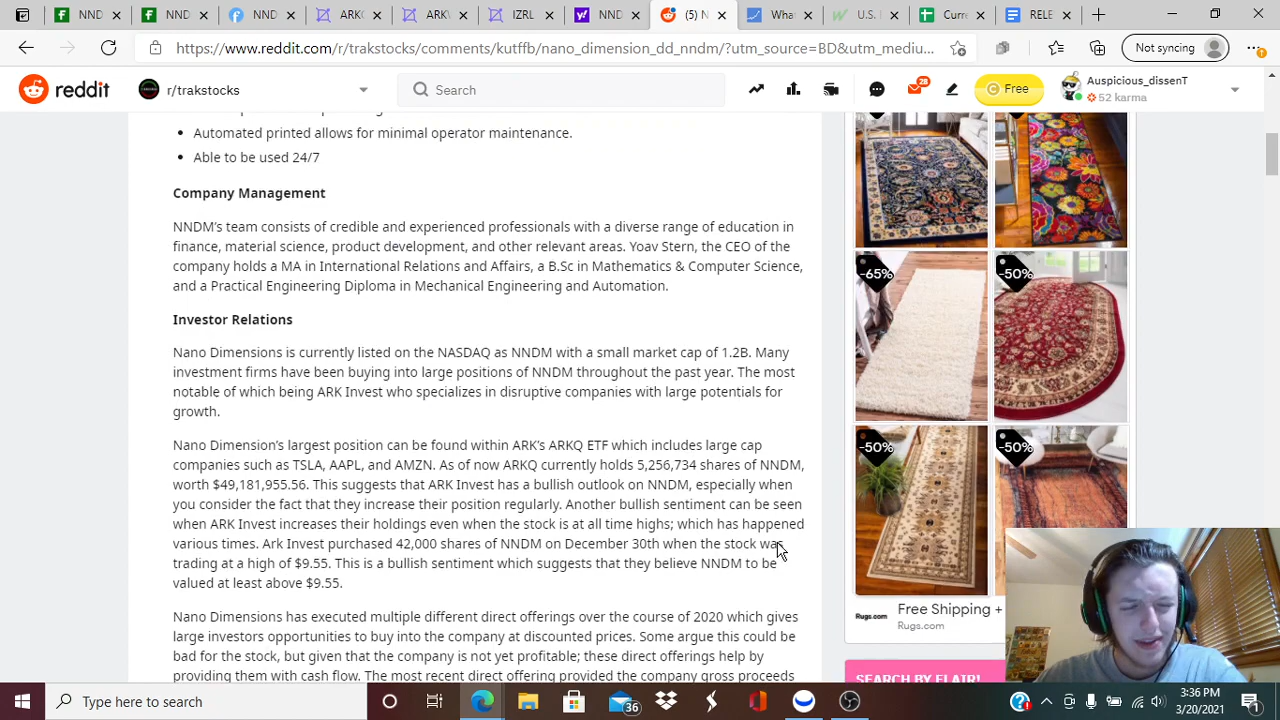 NND
NND
AR
ARK
AR
NN
(5) N
Wha
US
Que
https://www.reddit.com/r/trakstocks/comments/kutffb/nano_dimension_dd_nndm/?utm_source=BD&utm_mediu...
Not syncing
reddit
r/trakstocks
Search
28
Free
Auspicious_dissenT
52 karma
Automated printed allows for minimal operator maintenance.
Able to be used 24/7
Company Management
NNDM's team consists of credible and experienced professionals with a diverse range of education in
finance, material science, product development, and other relevant areas. Yoav Stern, the CEO of the
company holds a MA in International Relations and Affairs, a B.Sc in Mathematics & Computer Science,
and a Practical Engineering Diploma in Mechanical Engineering and Automation.
Investor Relations
Nano Dimensions is currently listed on the NASDAQ as NNDM with a small market cap of 1.2B. Many
investment firms have been buying into large positions of NNDM throughout the past year. The most
notable of which being ARK Invest who specializes in disruptive companies with large potentials for
growth.
Nano Dimension's largest position can be found within ARK's ARKQ ETF which includes large cap
companies such as TSLA, AAPL, and AMZN. As of now ARKQ currently holds 5,256,734 shares of NNDM,
worth $49,181,955.56. This suggests that ARK Invest has a bullish outlook on NNDM, especially when
you consider the fact that they increase their position regularly. Another bullish sentiment can be seen
when ARK Invest increases their holdings even when the stock is at all time highs; which has happened
various times. Ark Invest purchased 42,000 shares of NNDM on December 30th when the stock was
trading at a high of $9.55. This is a bullish sentiment which suggests that they believe NNDM to be
valued at least above $9.55.
Nano Dimensions has executed multiple different direct offerings over the course of 2020 which gives
large investors opportunities to buy into the company at discounted prices. Some argue this could be
bad for the stock, but given that the company is not yet profitable; these direct offerings help by
providing them with cash flow. The most recent direct offering provided the company gross proceeds
-65%
-50%
-50%
-50%
Rugs.com
Free Shipping +
Rugs.com
SEARCH BY FLAIR!
Type here to search
36
3:36 PM
3/20/2021
1